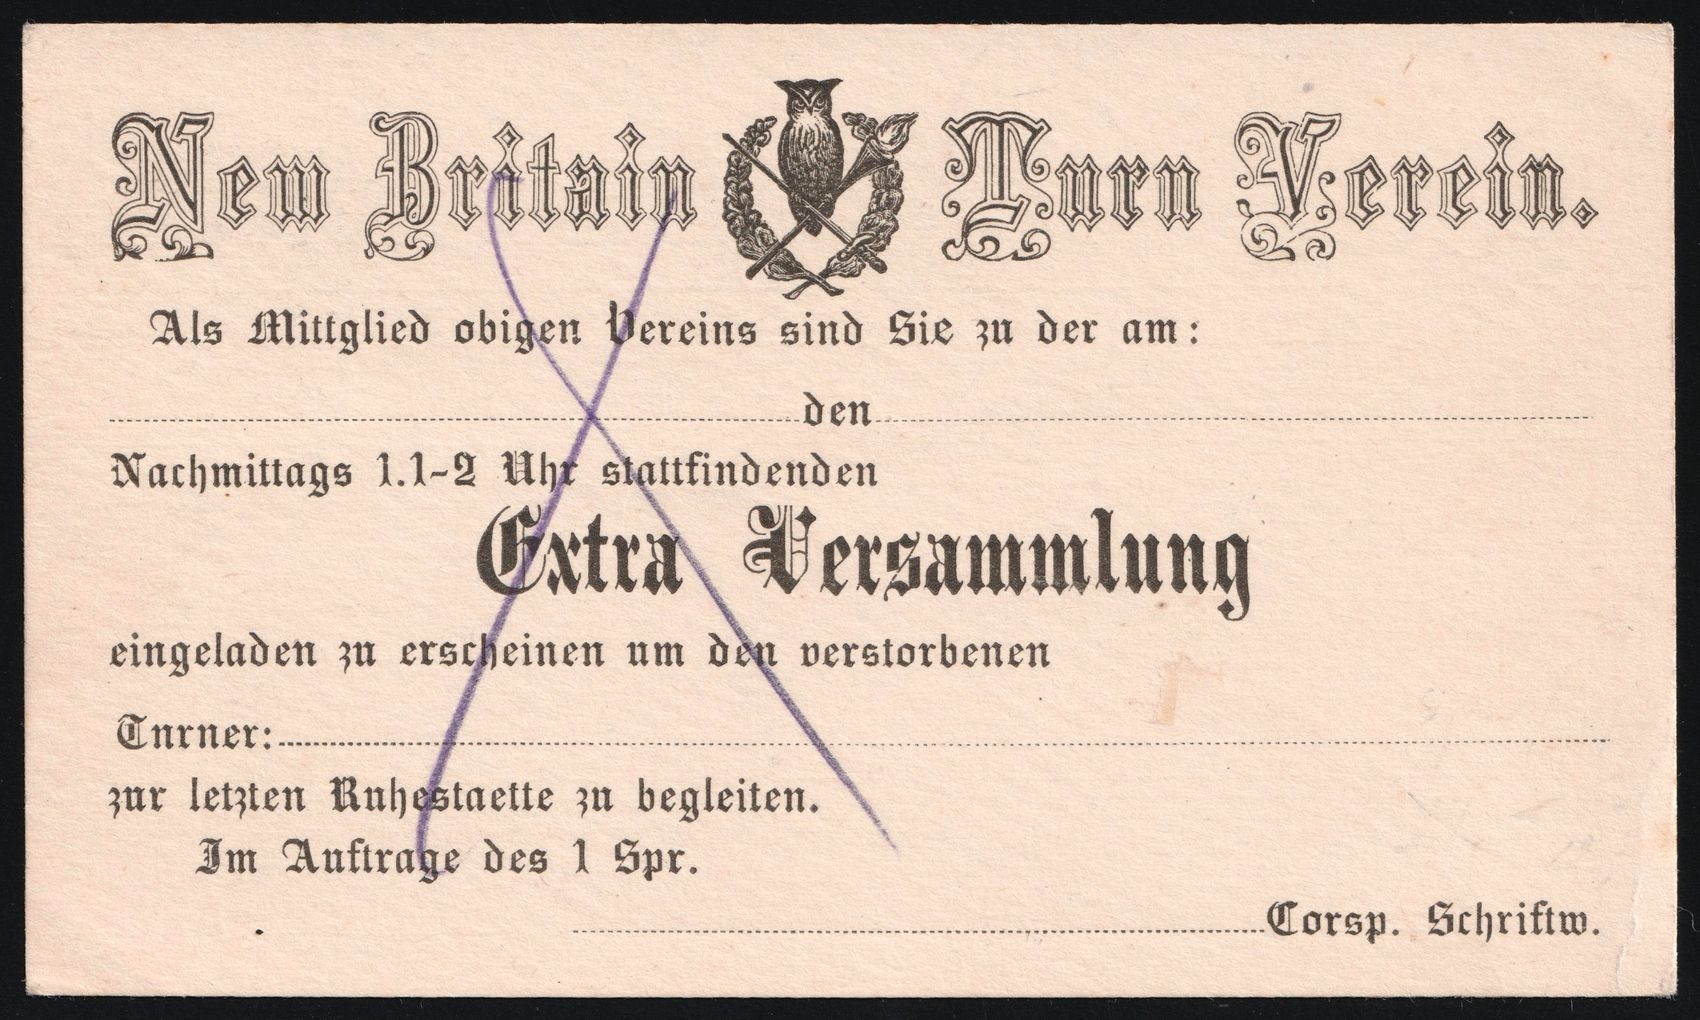 New Britain Turn Verein.
Als Mittglied obigen Vereins sind Sie zu der am:
den
Nachmittags 1.1-2 Uhr stattfindenden
Extra Versammlung
eingeladen zu erscheinen um den verstorbenen
Tnrner:
zur letzten Ruhestaette zu begleiten.
Im Auftrage des 1 Spr.
Corsp. Schriftw.